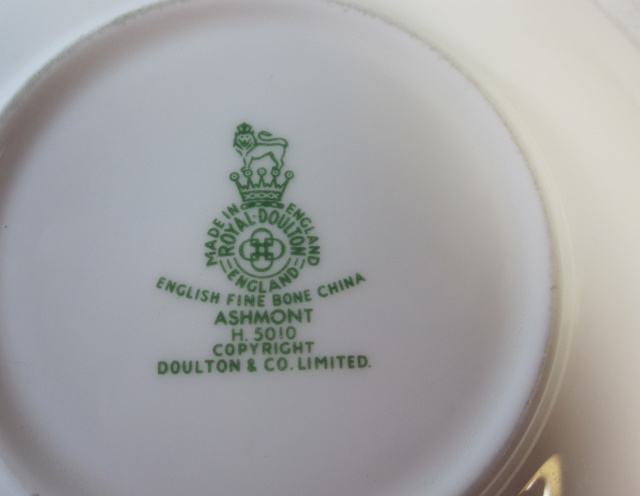 MADE IN ENGLAND
ROYAL·DOULTON
ENGLAND
ENGLISH FINE BONE CHINA
ASHMONT
H. 5010
COPYRIGHT
DOULTON & CO. LIMITED.